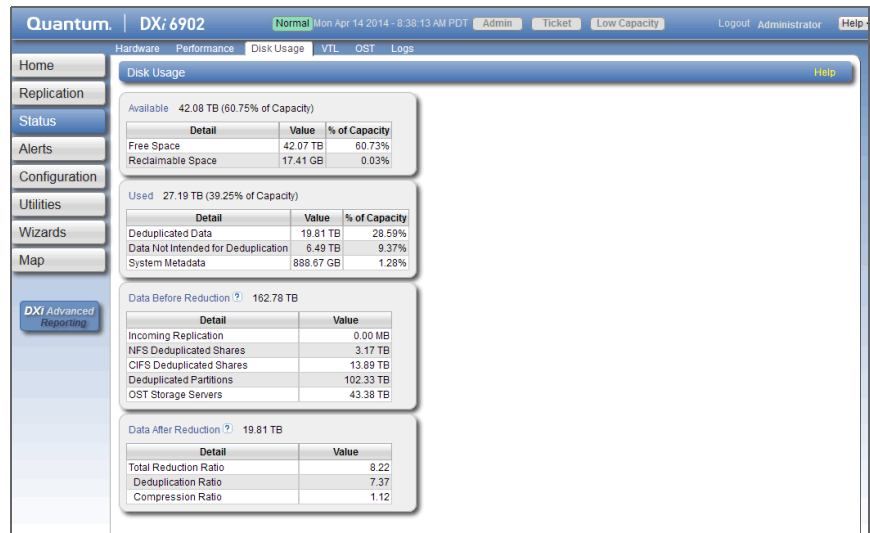 Quantum. DXi 6902 Normal Mon Apr 14 2014 - 8:38:13 AM PDT Admin Ticket Low Capacity Logout Administrator Help
Hardware Performance Disk Usage VTL OST Logs
Home
Replication
Status
Alerts
Configuration
Utilities
Wizards
Map
DXi Advanced
Reporting
Disk Usage Help
Available 42.08 TB (60.75% of Capacity)
Detail Value % of Capacity
Free Space 42.07 TB 60.73%
Reclaimable Space 17.41 GB 0.03%
Used 27.19 TB (39.25% of Capacity)
Detail Value % of Capacity
Deduplicated Data 19.81 TB 28.59%
Data Not Intended for Deduplication 6.49 TB 9.37%
System Metadata 888.67 GB 1.28%
Data Before Reduction ? 162.78 TB
Detail Value
Incoming Replication 0.00 MB
NFS Deduplicated Shares 3.17 TB
CIFS Deduplicated Shares 13.89 TB
Deduplicated Partitions 102.33 TB
OST Storage Servers 43.38 TB
Data After Reduction ? 19.81 TB
Detail Value
Total Reduction Ratio 8.22
Deduplication Ratio 7.37
Compression Ratio 1.12